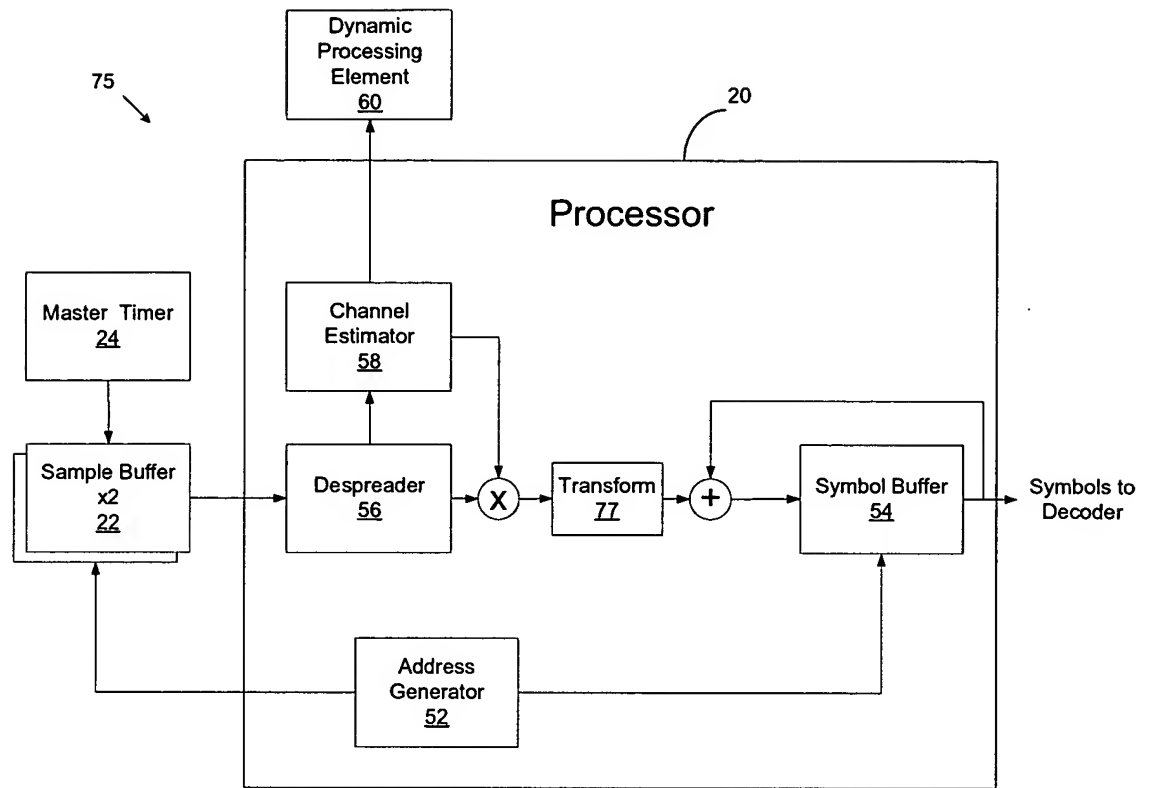 Dynamic
Processing
Element
60
75
20
Processor
Master Timer
24
Channel
Estimator
58
Sample Buffer
x2
22
Despreader
56
X
Transform
77
+
Symbol Buffer
54
Symbols to
Decoder
Address
Generator
52